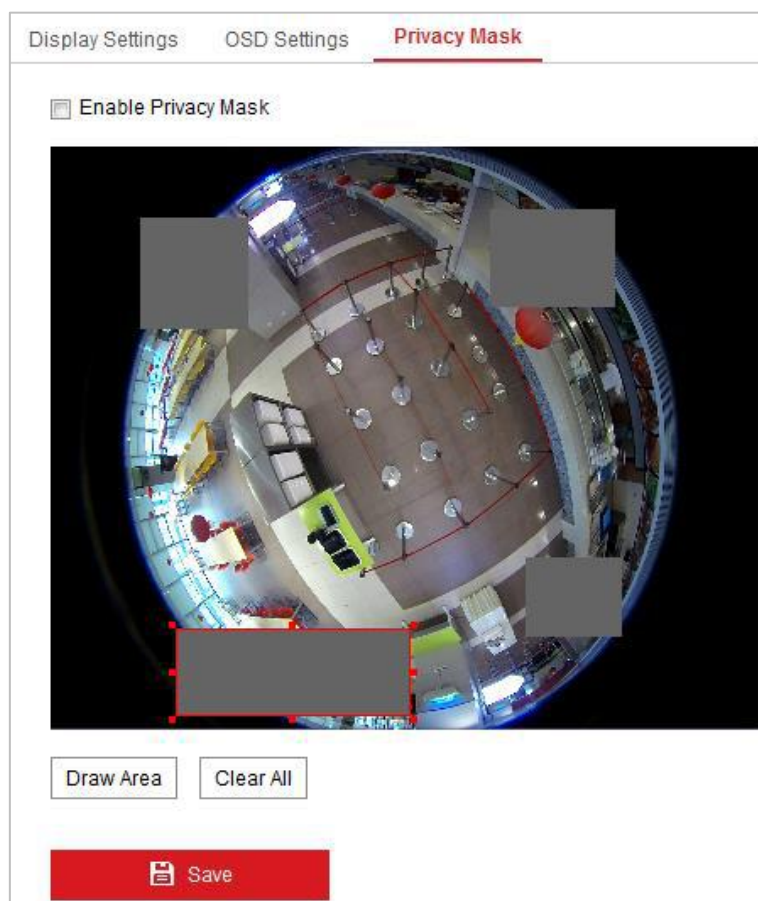 Display Settings OSD Settings Privacy Mask
Enable Privacy Mask
Draw Area Clear All
Save